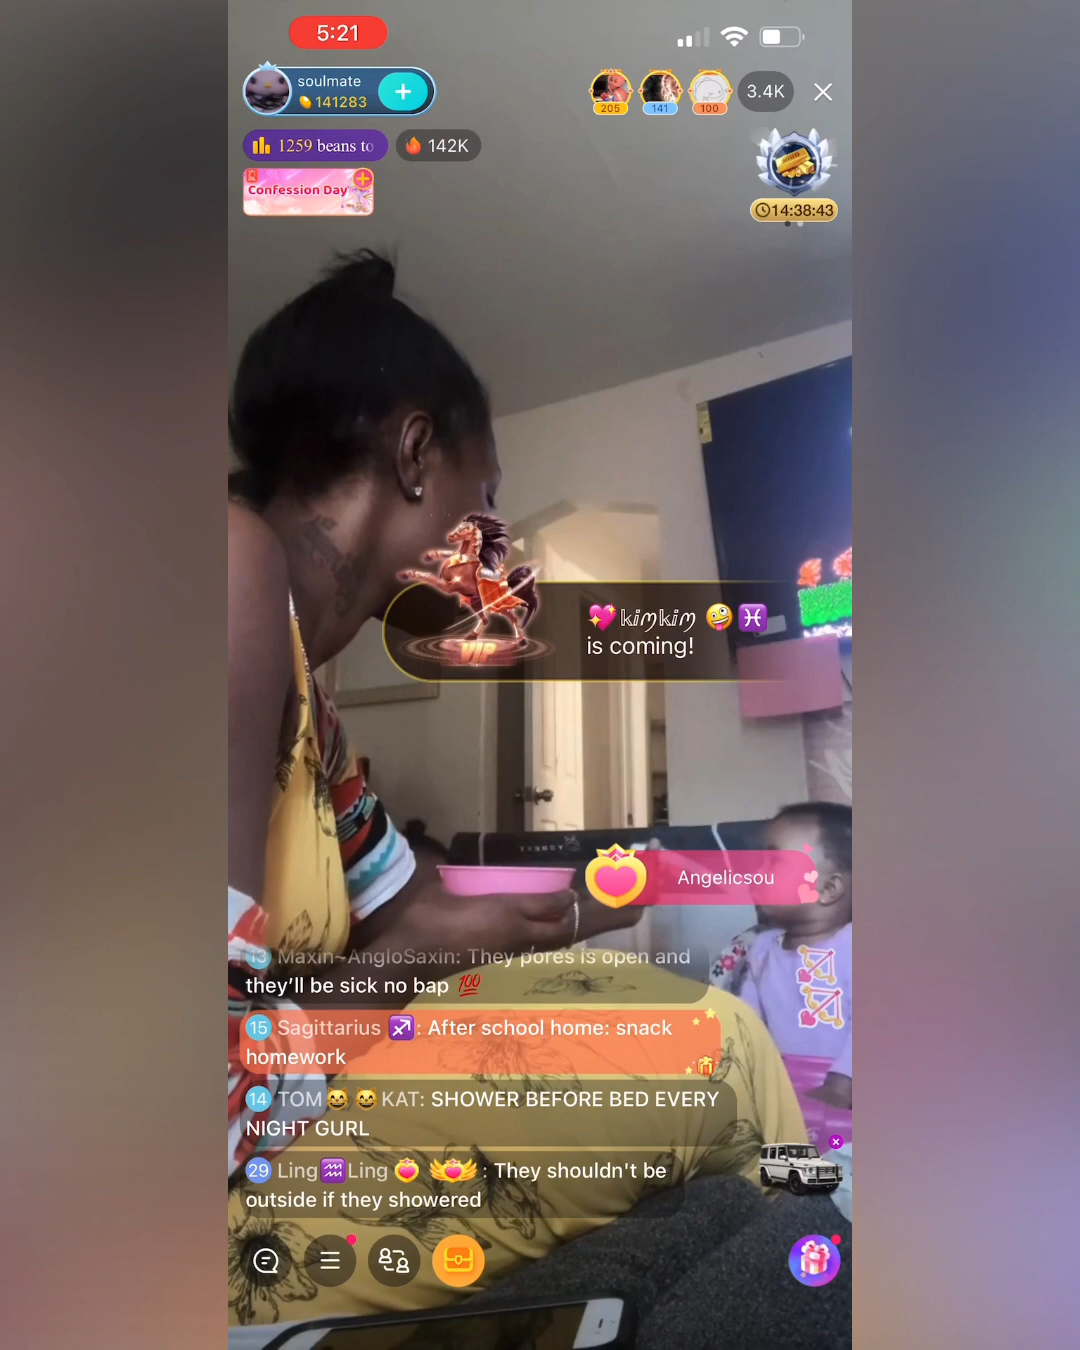 5:21
soulmate
141283
205
141
100
3.4K
1259 beans to
142K
Confession Day
14:38:43
💖kimkim 🤪♓
is coming!
VIP
Angelicsou
13 Maxin~AngloSaxin: They pores is open and
they'll be sick no bap 💯
15 Sagittarius ♐: After school home: snack
homework
14 TOM😸😸KAT: SHOWER BEFORE BED EVERY
NIGHT GURL
29 Ling♒Ling : They shouldn't be
outside if they showered